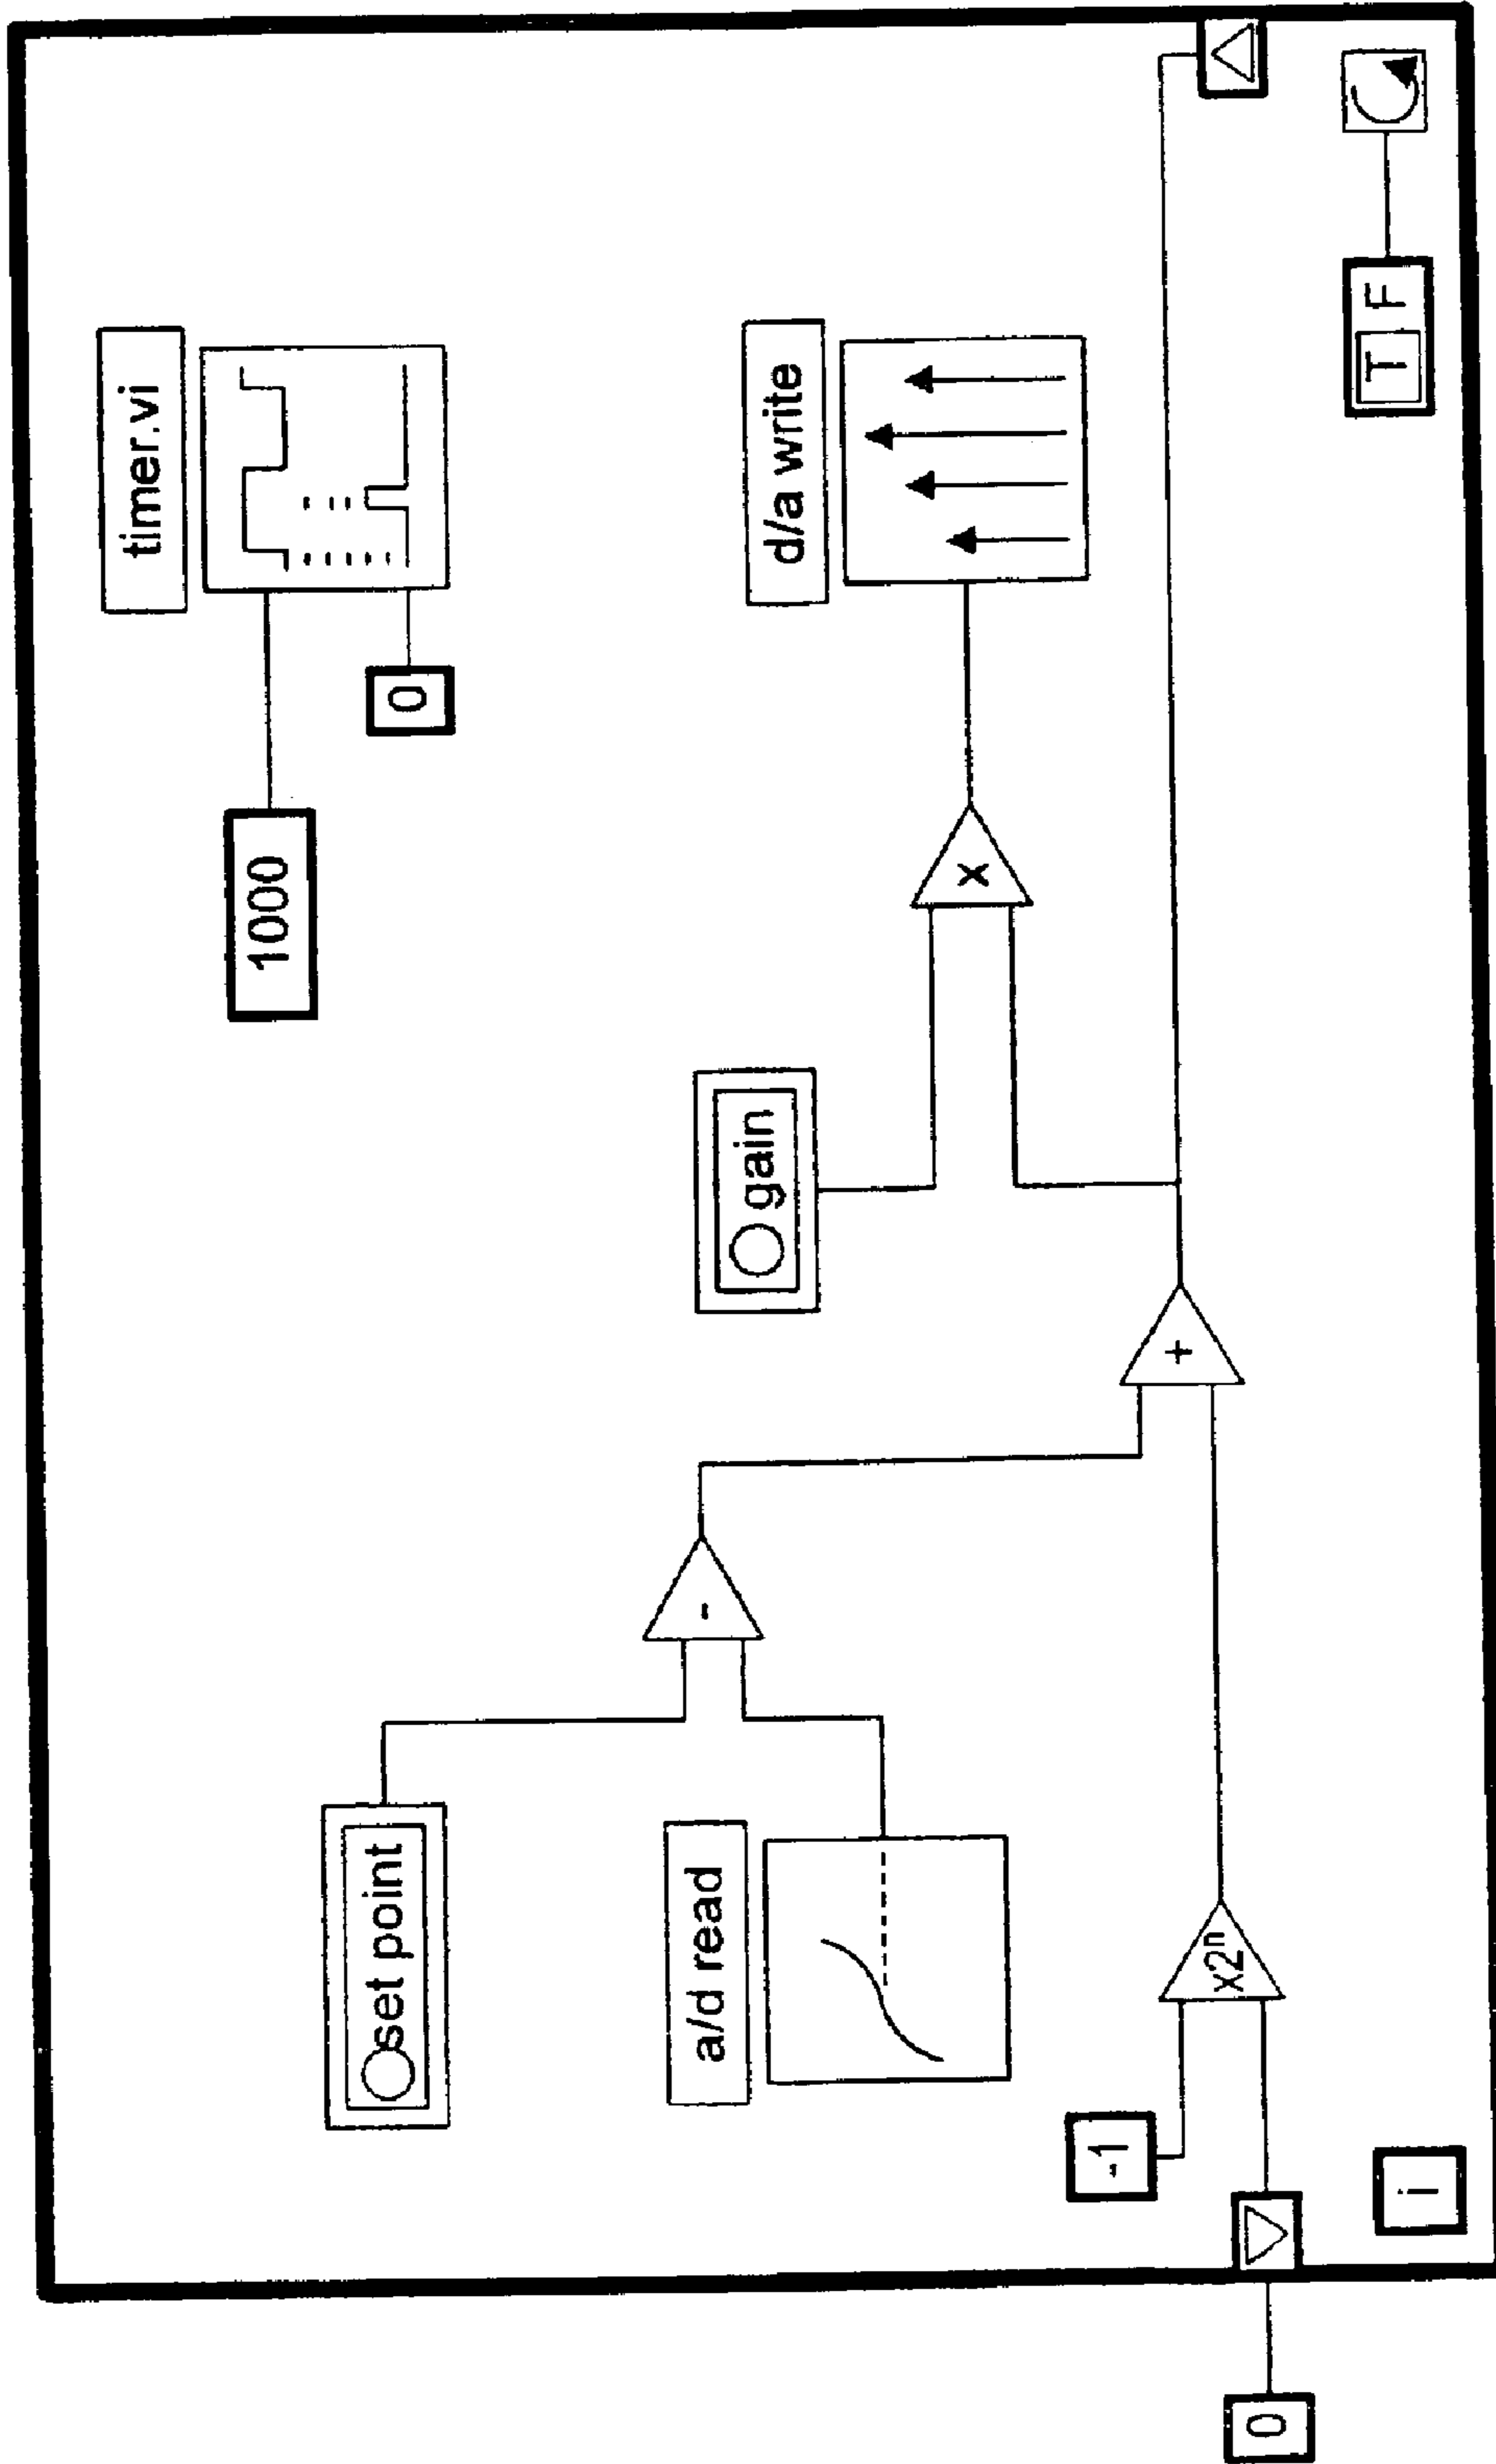 timer.vi
1000
0
set point
-
a/d read
gain
x
d/a write
-1
x2ⁿ
+
i
T F
0